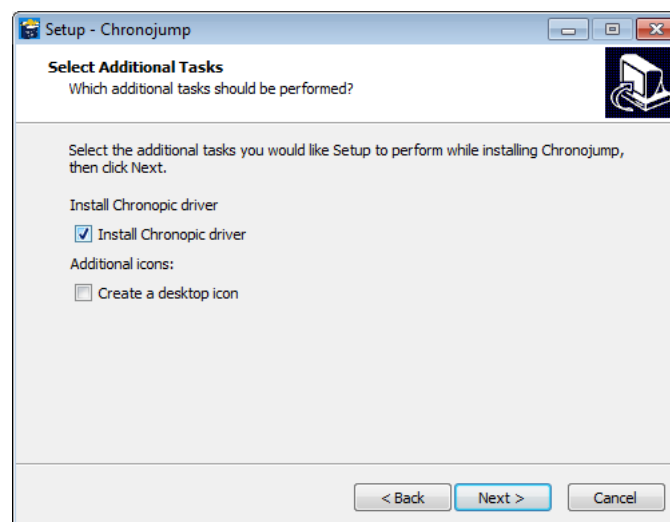 Setup - Chronojump
Select Additional Tasks
Which additional tasks should be performed?
Select the additional tasks you would like Setup to perform while installing Chronojump,
then click Next.
Install Chronopic driver
Install Chronopic driver
Additional icons:
Create a desktop icon
< Back
Next >
Cancel